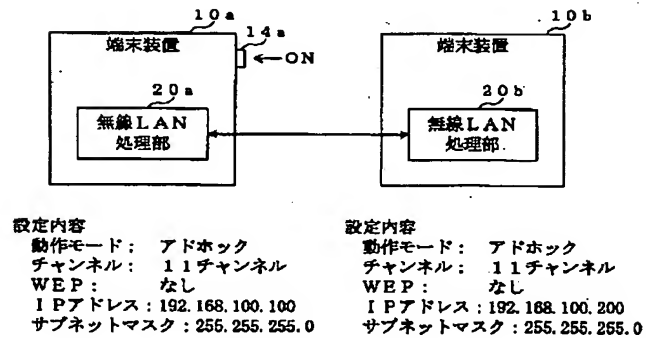 10a
14a
端末装置
←ON
20a
無線LAN
処理部
10b
端末装置
20b
無線LAN
処理部
設定内容
動作モード： アドホック
チャンネル： 11チャンネル
WEP： なし
IPアドレス：192.168.100.100
サブネットマスク：255.255.255.0
設定内容
動作モード： アドホック
チャンネル： 11チャンネル
WEP： なし
IPアドレス：192.168.100.200
サブネットマスク：255.255.255.0